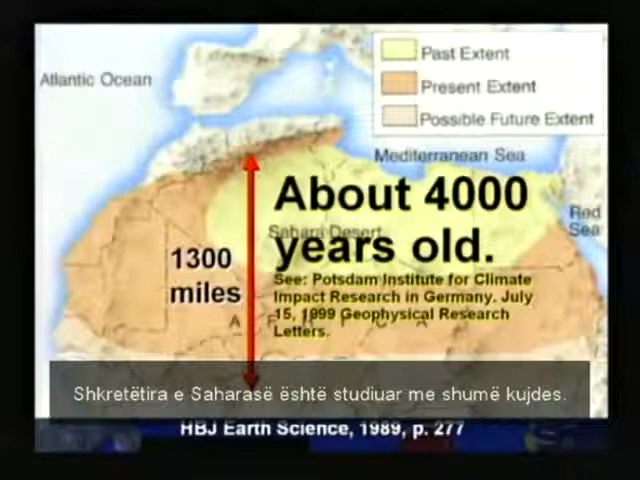 Past Extent
Atlantic Ocean
Present Extent
Possible Future Extent
Mediterranean Sea
About 4000
Red
Sea
Sahara Desert
years old.
1300
miles
See: Potsdam Institute for Climate
Impact Research in Germany. July
15, 1999 Geophysical Research
Letters.
A F R I C A
Shkretëtira e Saharasë është studiuar me shumë kujdes.
HBJ Earth Science, 1989, p. 277